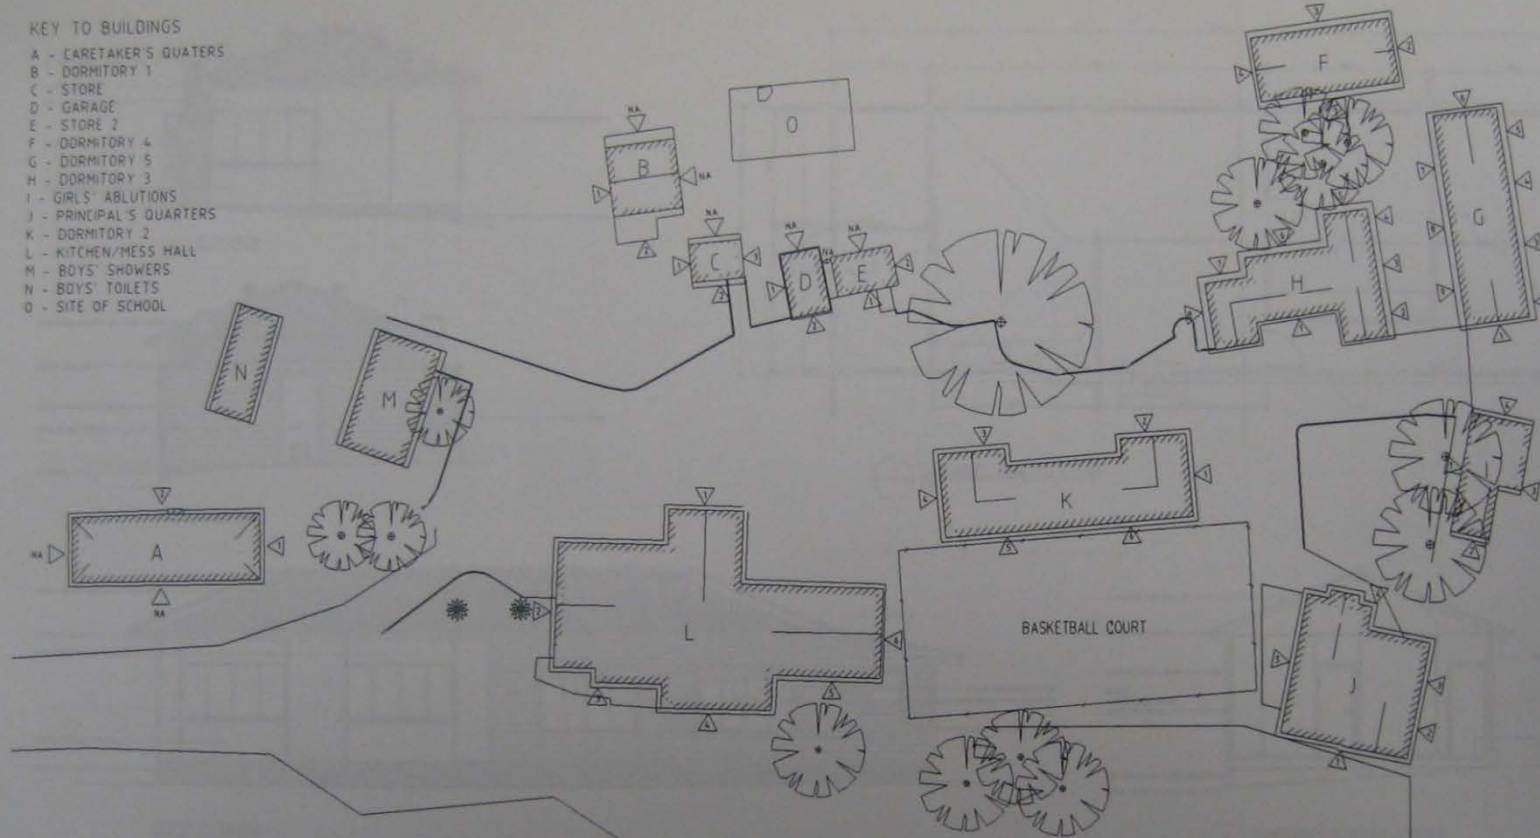 KEY TO BUILDINGS
A - CARETAKER'S QUATERS
B - DORMITORY 1
C - STORE
D - GARAGE
E - STORE 2
F - DORMITORY 4
G - DORMITORY 5
H - DORMITORY 3
I - GIRLS' ABLUTIONS
J - PRINCIPAL'S QUARTERS
K - DORMITORY 2
L - KITCHEN/MESS HALL
M - BOYS' SHOWERS
N - BOYS' TOILETS
O - SITE OF SCHOOL
F
NA
O
B
NA
G
NA
NA
NA
C
D
E
H
N
M
K
A
NA
NA
L
BASKETBALL COURT
J